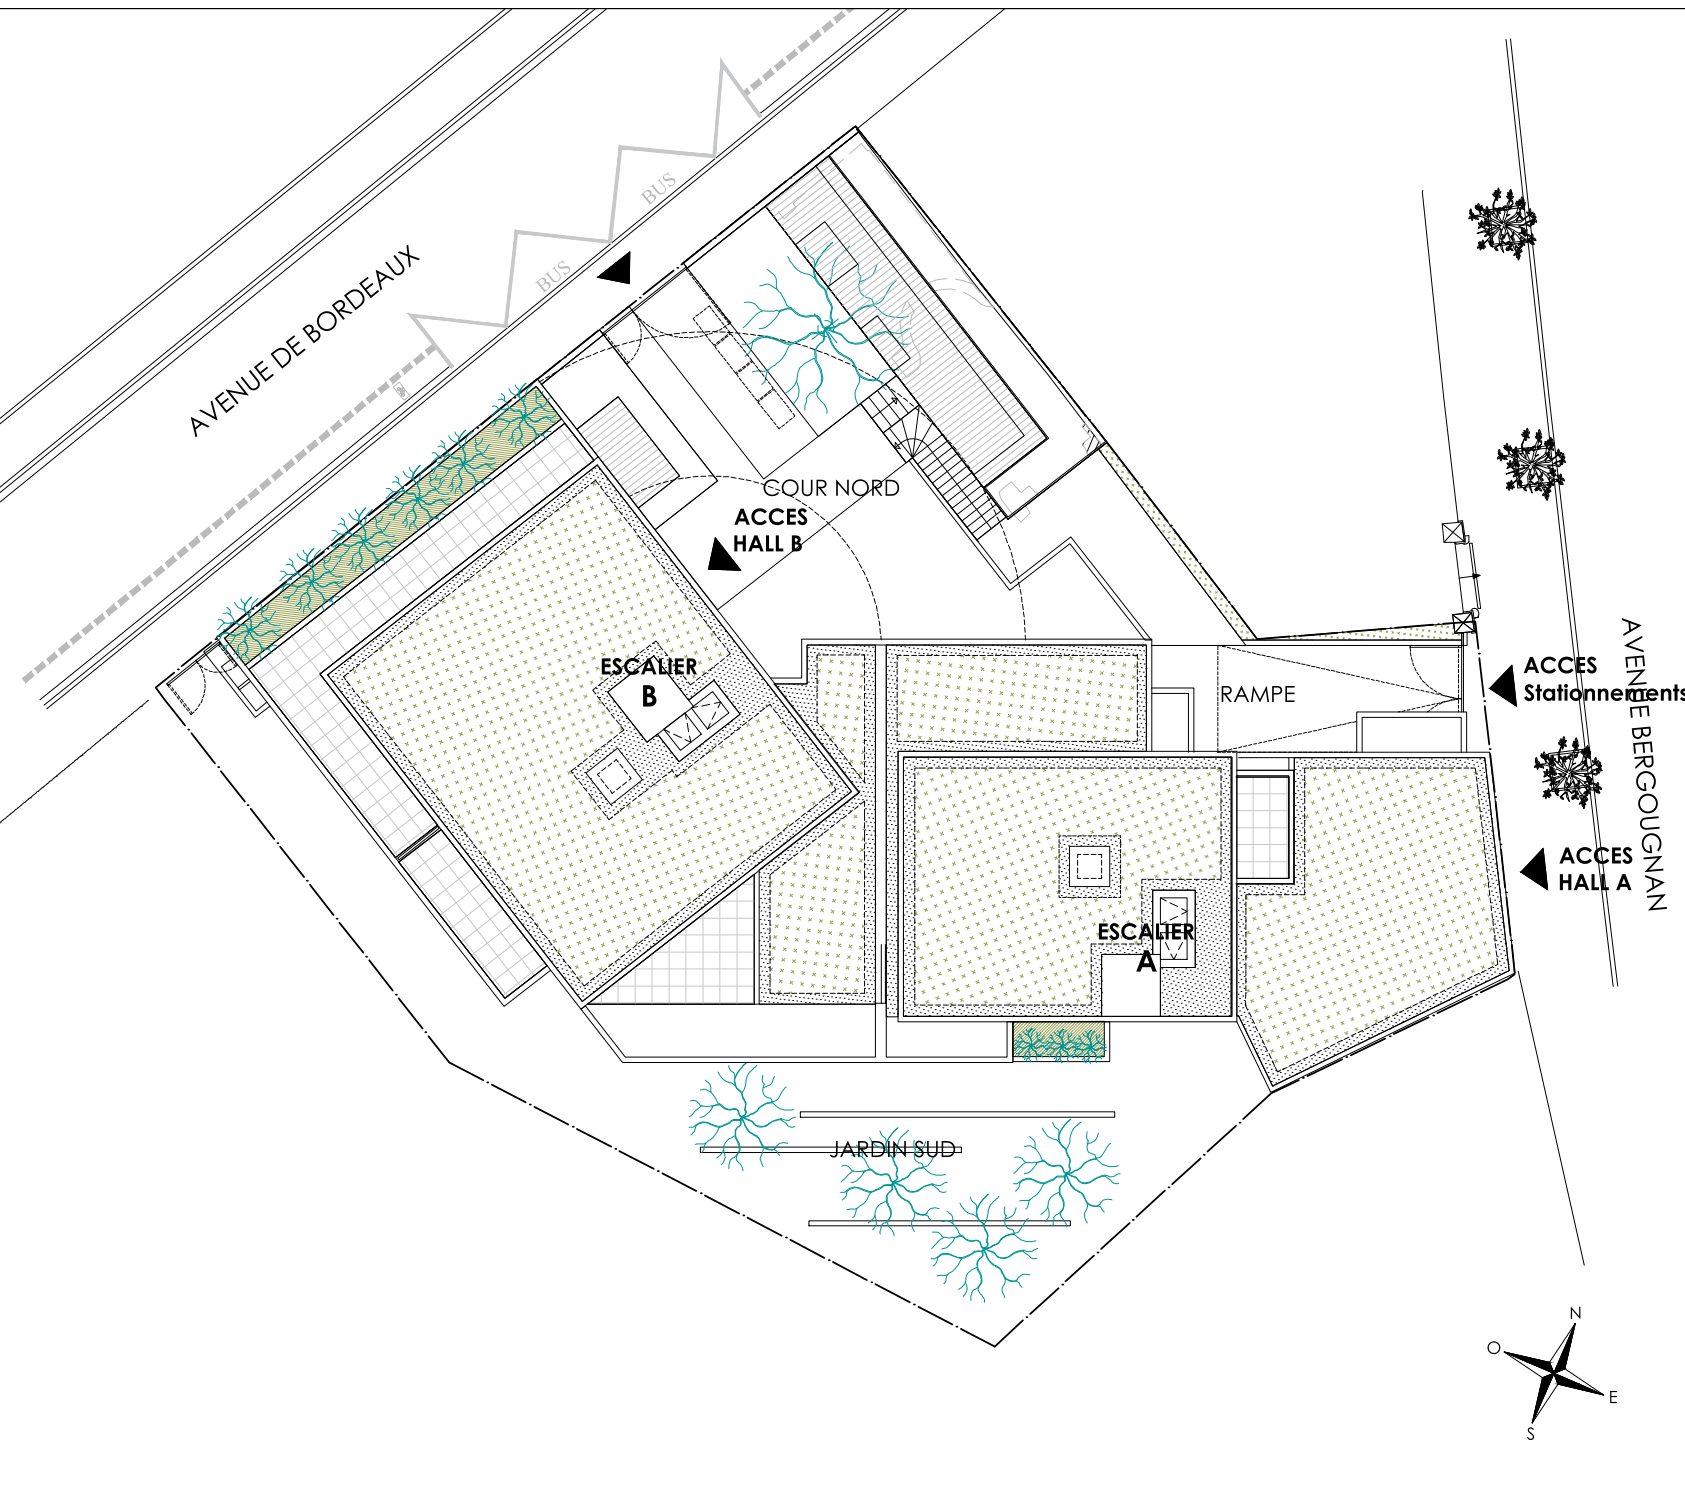 BUS
BUS
AVENUE DE BORDEAUX
COUR NORD
ACCES
HALL B
ESCALIER
B
RAMPE
ACCES
Stationnements
AVENUE BERGOUGNAN
ACCES
HALL A
ESCALIER
A
JARDIN SUD
N
O
E
S